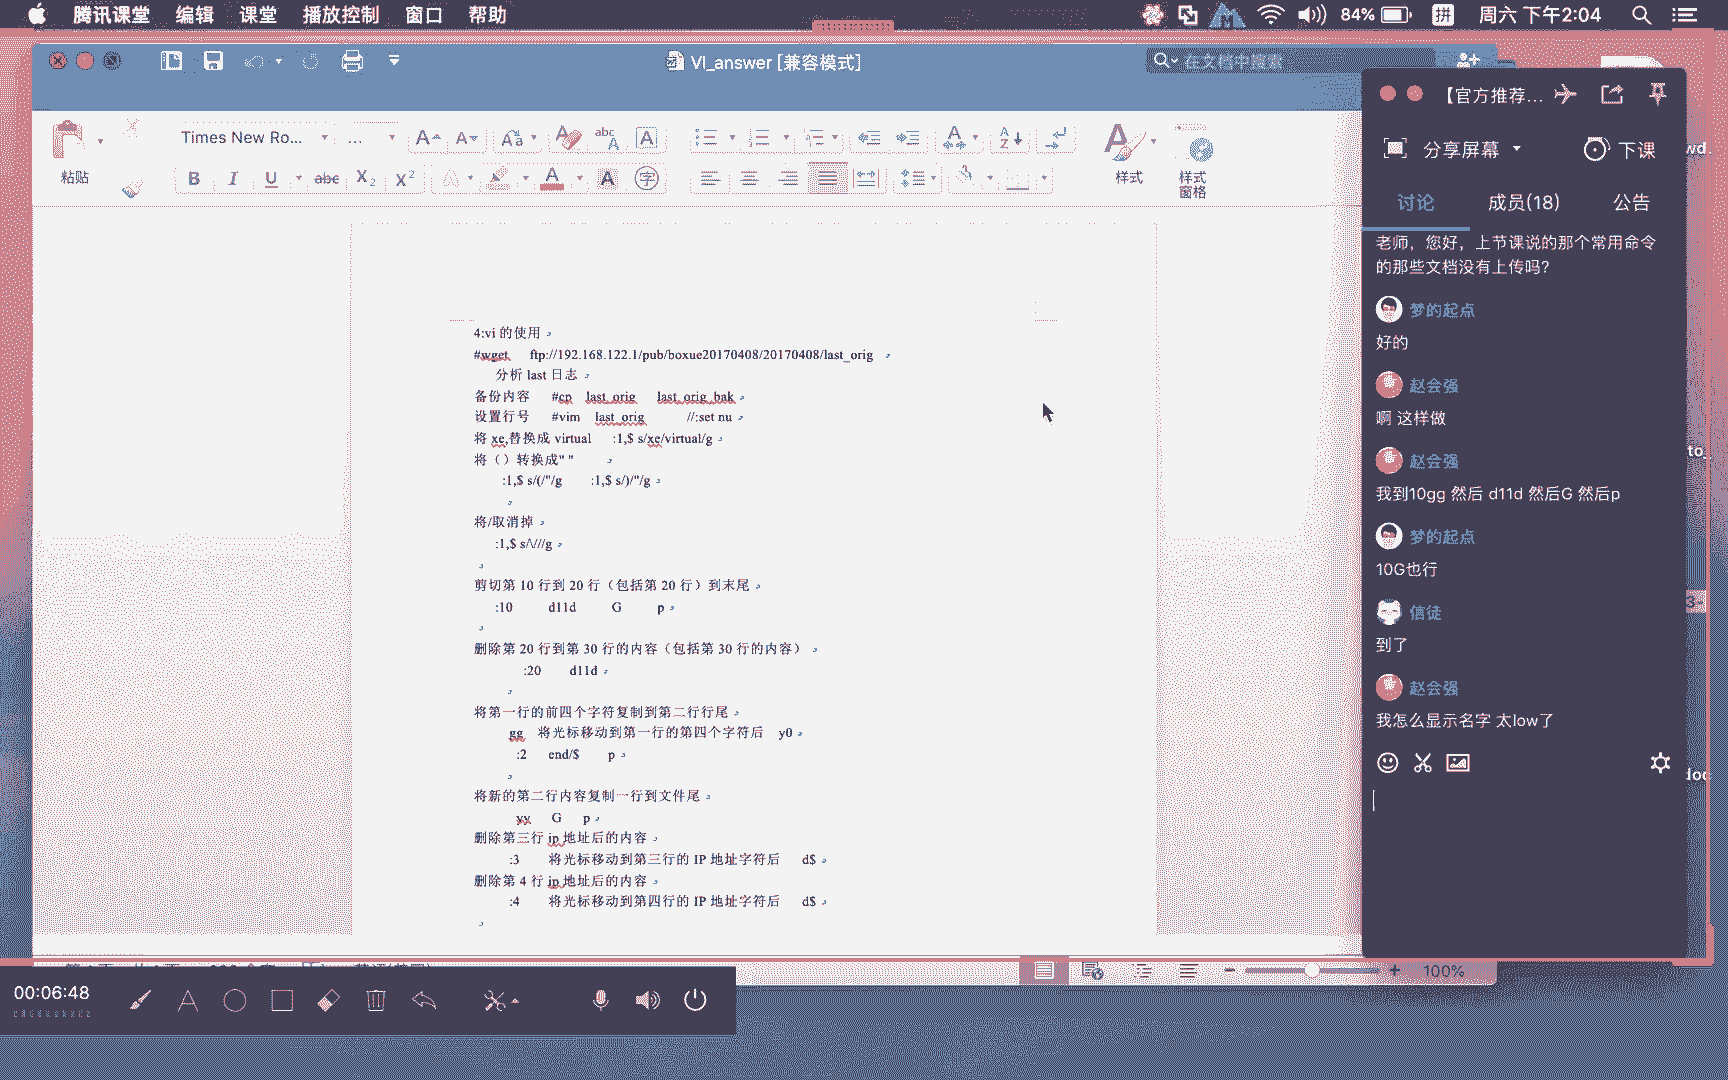 腾讯课堂 编辑 课堂 播放控制 窗口 帮助 84% 拼 周六 下午2:04
VI_answer [兼容模式]
在文档中搜索
粘贴
Times New Ro... ...
样式
样式
窗格
4:vi 的使用
#wget ftp://192.168.122.1/pub/boxue20170408/20170408/last_orig
分析 last 日志
备份内容 #cp last_orig last_orig_bak
设置行号 #vim last_orig //:set nu
将 xe,替换成 virtual :1,$ s/xe/virtual/g
将（）转换成" "
:1,$ s/(/"/g :1,$ s/)/"/g
将/取消掉
:1,$ s/\///g
剪切第 10 行到 20 行（包括第 20 行）到末尾
:10 d11d G p
删除第 20 行到第 30 行的内容（包括第 30 行的内容）
:20 d11d
将第一行的前四个字符复制到第二行行尾
gg 将光标移动到第一行的第四个字符后 y0
:2 end/$ p
将新的第二行内容复制一行到文件尾
yy G p
删除第三行 ip 地址后的内容
:3 将光标移动到第三行的 IP 地址字符后 d$
删除第 4 行 ip 地址后的内容
:4 将光标移动到第四行的 IP 地址字符后 d$
100%
00:06:48
【官方推荐...
分享屏幕 下课
讨论 成员(18) 公告
老师，您好，上节课说的那个常用命令
的那些文档没有上传吗？
梦的起点
好的
赵会强
啊 这样做
赵会强
我到10gg 然后 d11d 然后G 然后p
梦的起点
10G也行
信徒
到了
赵会强
我怎么显示名字 太low了